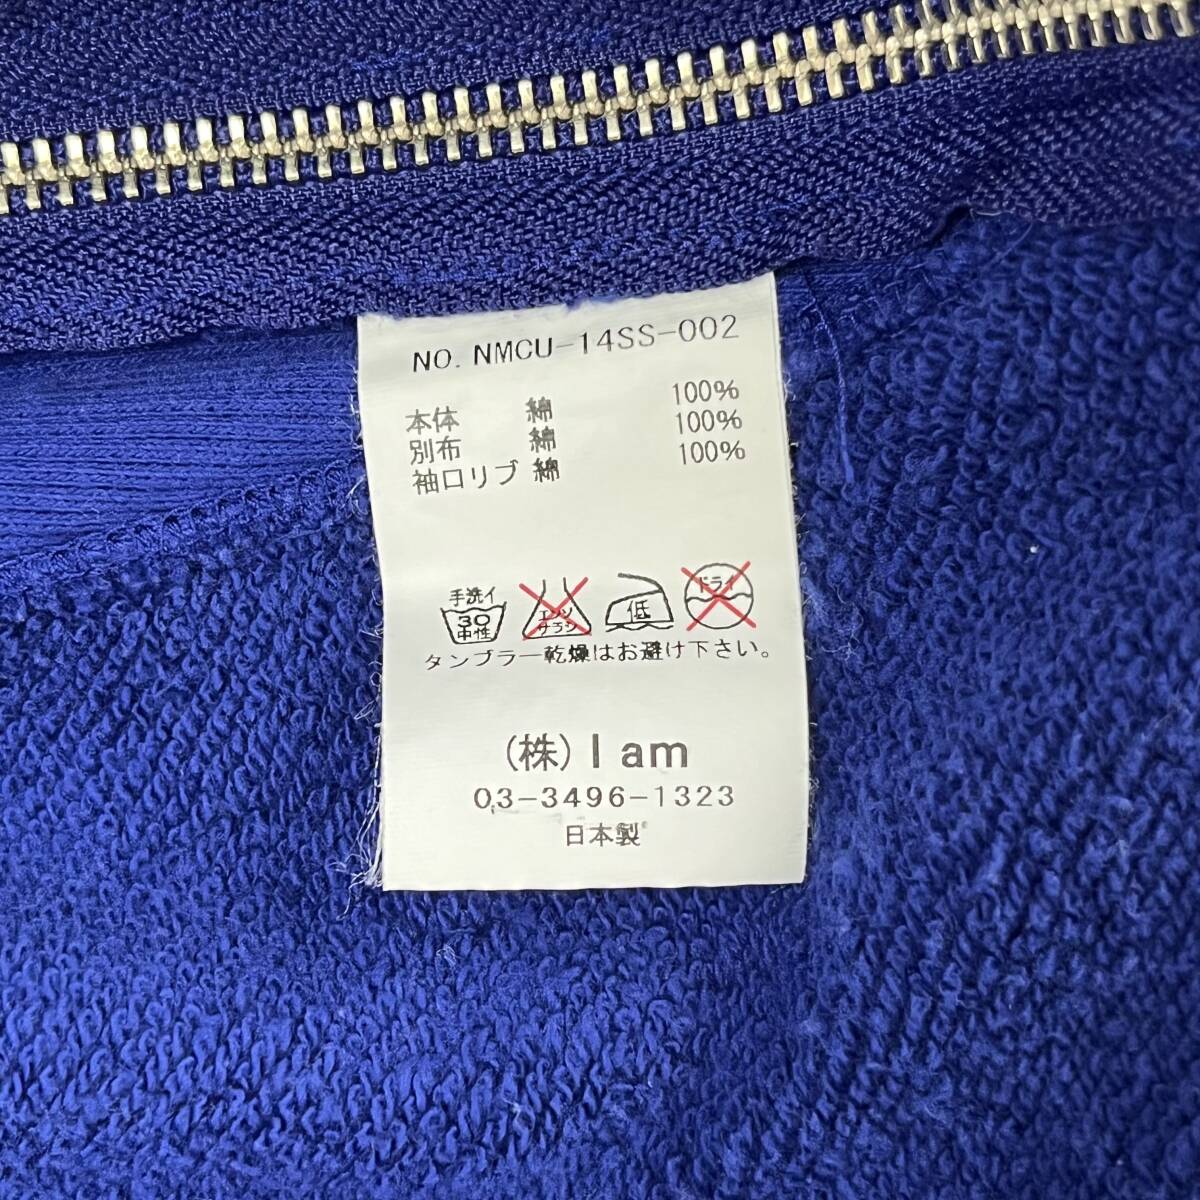 NO. NMCU-14SS-002
本体 綿 100%
別布 綿 100%
袖口リブ 綿 100%
手洗イ
30
中性
エンソ
サラシ
低
ドライ
タンブラー乾燥はお避け下さい。
(株) I am
03-3496-1323
日本製